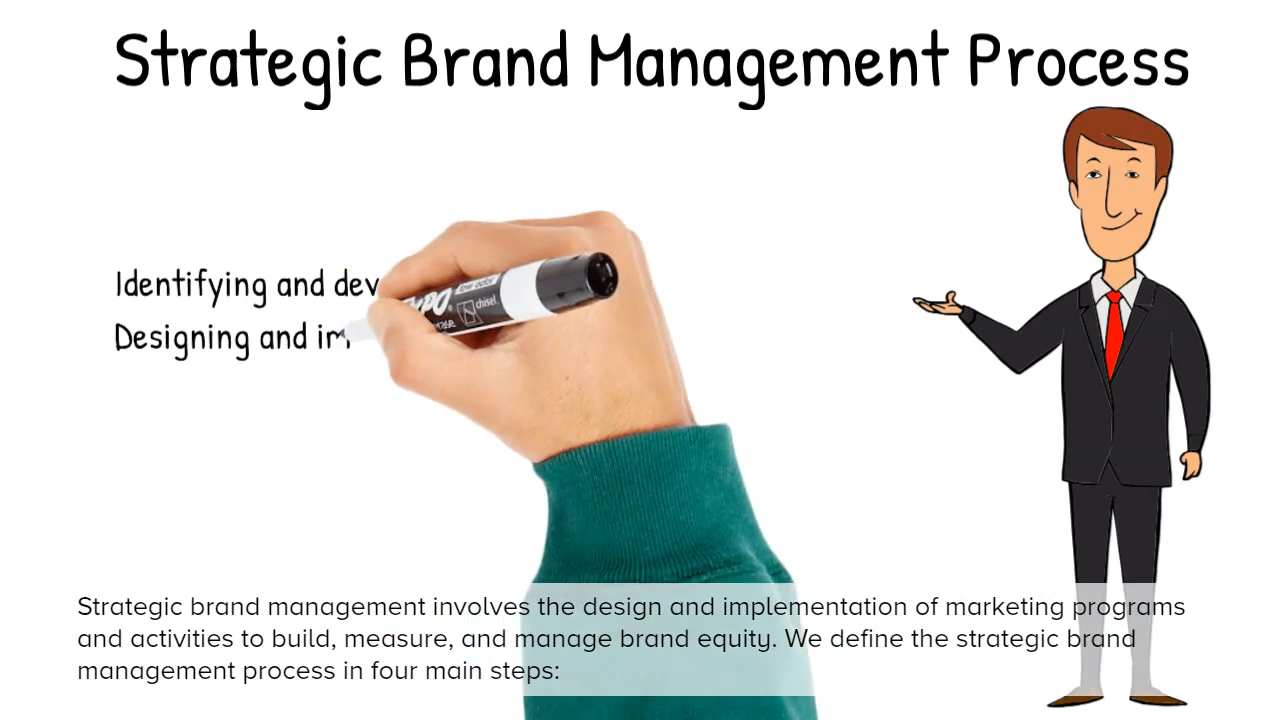 Strategic Brand Management Process
Identifying and dev
Designing and im
low odor
EXPO
chisel
Strategic brand management involves the design and implementation of marketing programs
and activities to build, measure, and manage brand equity. We define the strategic brand
management process in four main steps: